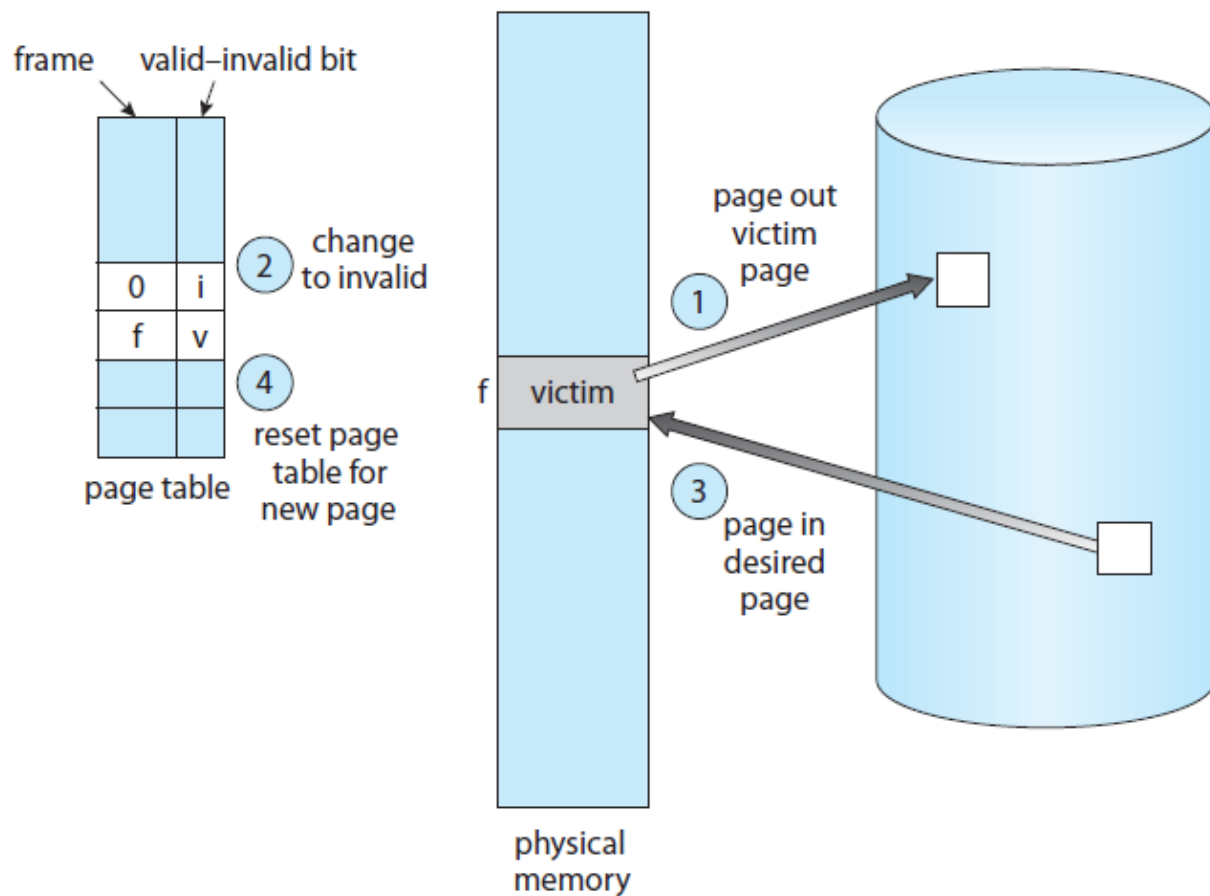 frame
valid–invalid bit
0 i
f v
page table
2
change
to invalid
4
reset page
table for
new page
f
victim
physical
memory
1
page out
victim
page
3
page in
desired
page